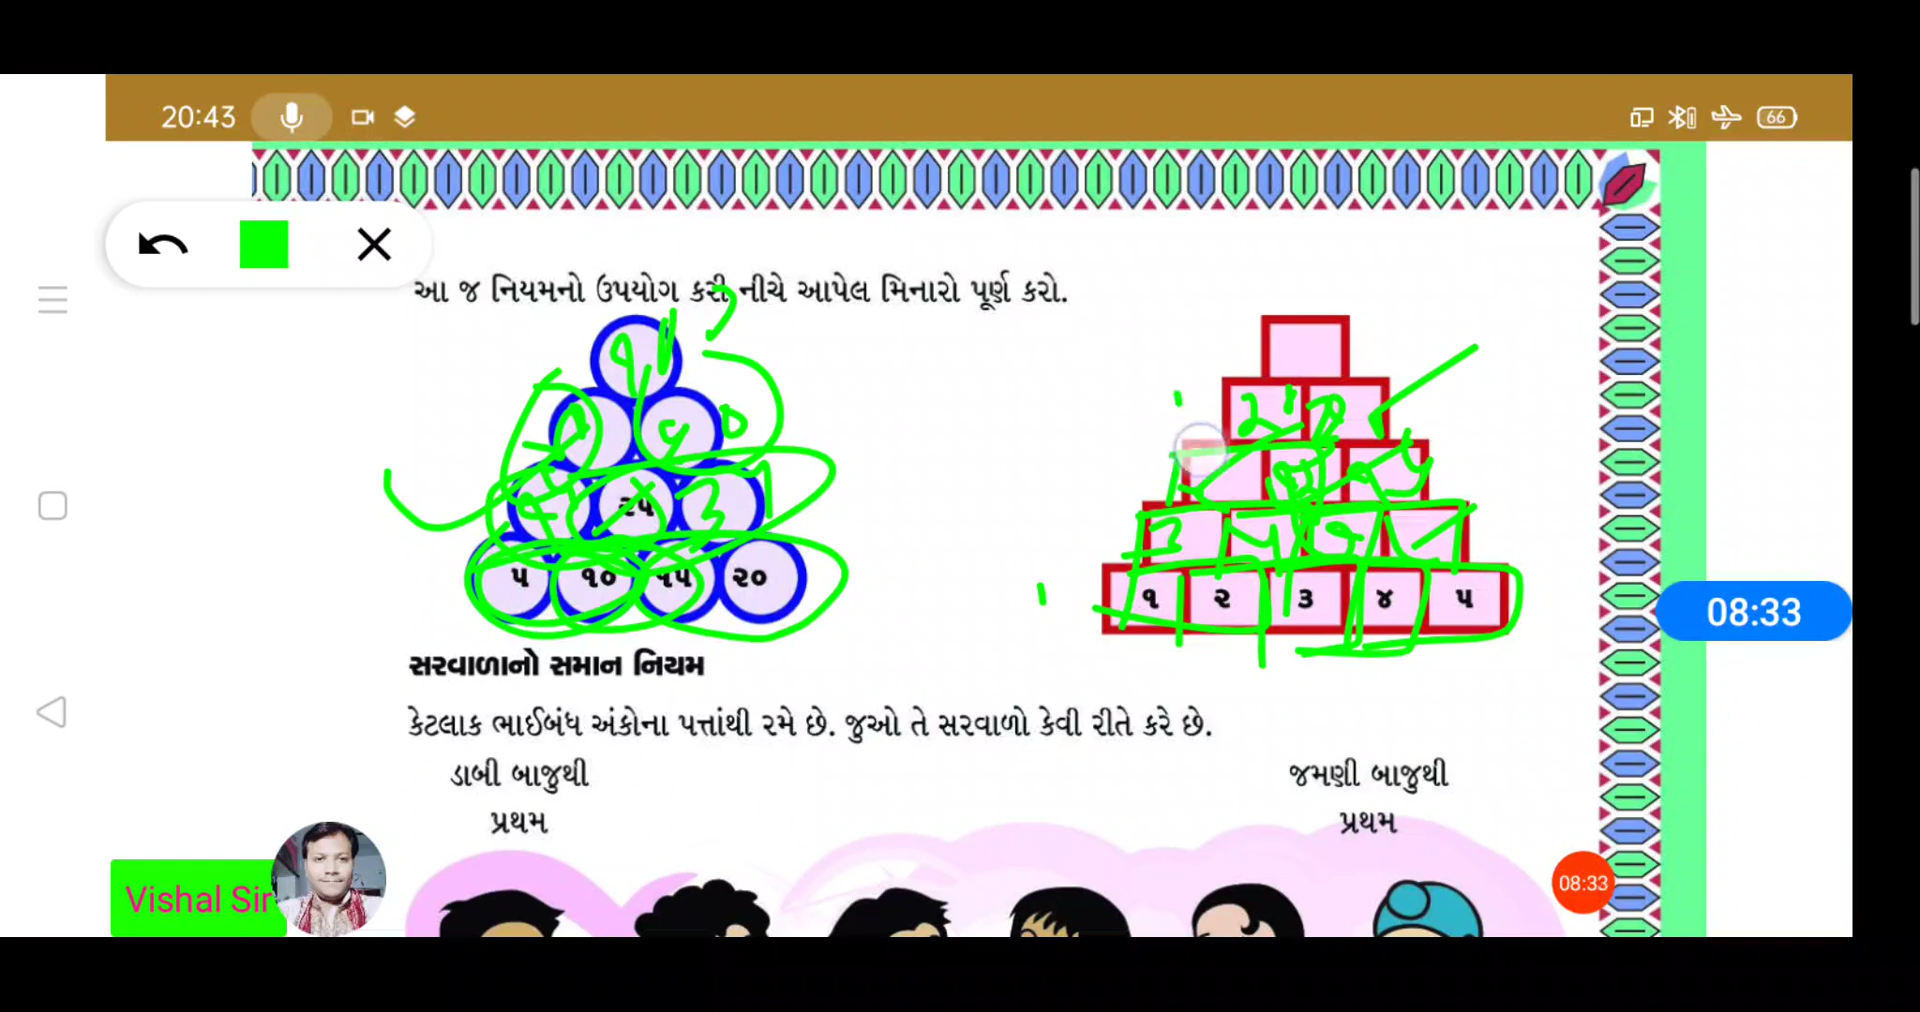 20:43
66
આ જ નિયમનો ઉપયોગ કરી નીચે આપેલ મિનારો પૂર્ણ કરો.
૨૫
૫ ૧૦ ૧૫ ૨૦
૧ ૨ ૩ ૪ ૫
08:33
સરવાળાનો સમાન નિયમ
કેટલાક ભાઈબંધ અંકોના પત્તાંથી રમે છે. જુઓ તે સરવાળો કેવી રીતે કરે છે.
ડાબી બાજુથી જમણી બાજુથી
પ્રથમ પ્રથમ
Vishal Sir
08:33